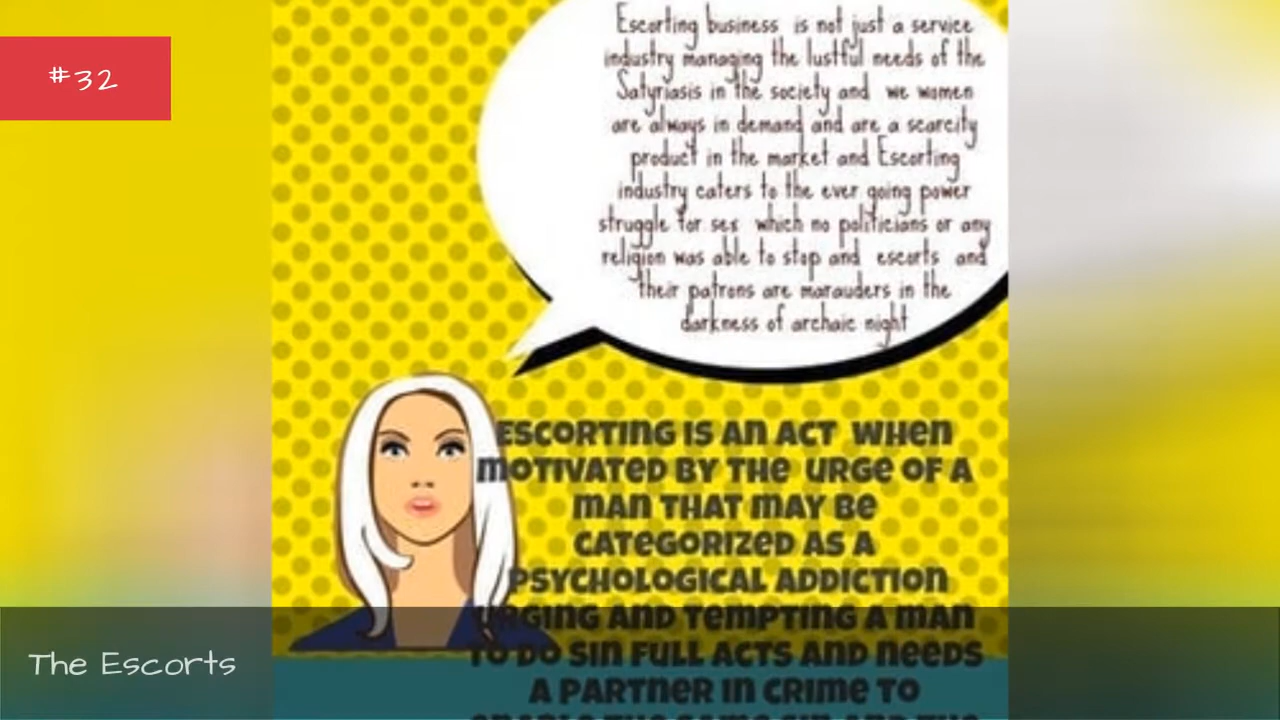 #32
Escorting business is not just a service
industry managing the lustful needs of the
Satyriasis in the society and we women
are always in demand and are a scarcity
product in the market and Escorting
industry caters to the ever going power
struggle for sex which no politicians or any
religion was able to stop and escorts and
their patrons are marauders in the
darkness of archaic night
ESCORTING IS AN ACT WHEN
MOTIVATED BY THE URGE OF A
MAN THAT MAY BE
CATEGORIZED AS A
PSYCHOLOGICAL ADDICTION
URGING AND TEMPTING A MAN
TO DO SIN FULL ACTS AND NEEDS
A PARTNER IN CRIME TO
The Escorts